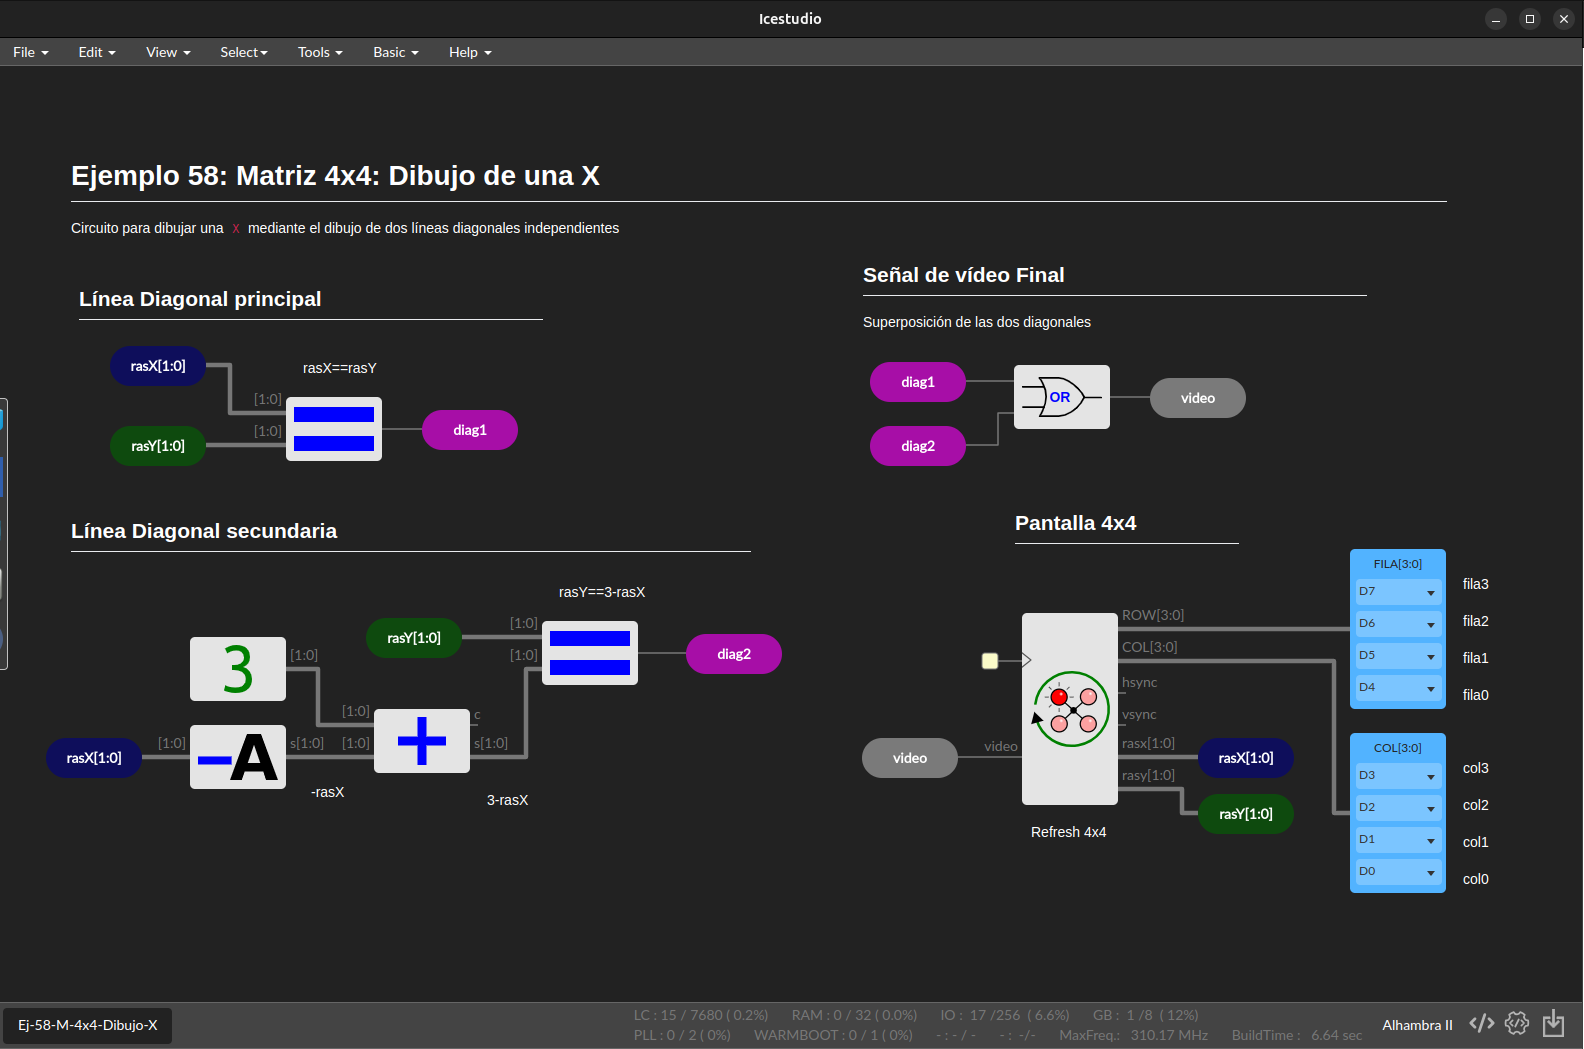 Icestudio
File Edit View Select Tools Basic Help
Ejemplo 58: Matriz 4x4: Dibujo de una X
Circuito para dibujar una X mediante el dibujo de dos líneas diagonales independientes
Línea Diagonal principal
rasX[1:0]
rasX==rasY
[1:0]
[1:0]
rasY[1:0]
diag1
Señal de vídeo Final
Superposición de las dos diagonales
diag1
OR
video
diag2
Línea Diagonal secundaria
rasY==3-rasX
rasY[1:0]
[1:0]
[1:0]
diag2
3
[1:0]
[1:0]
c
rasX[1:0]
[1:0]
-A
s[1:0]
[1:0]
+
s[1:0]
-rasX
3-rasX
Pantalla 4x4
ROW[3:0]
COL[3:0]
hsync
vsync
video
video
rasx[1:0]
rasX[1:0]
rasy[1:0]
rasY[1:0]
Refresh 4x4
FILA[3:0]
D7 fila3
D6 fila2
D5 fila1
D4 fila0
COL[3:0]
D3 col3
D2 col2
D1 col1
D0 col0
Ej-58-M-4x4-Dibujo-X
LC : 15 / 7680 ( 0.2%) RAM : 0 / 32 ( 0.0%) IO : 17 /256 ( 6.6%) GB : 1 /8 ( 12%)
PLL : 0 / 2 ( 0%) WARMBOOT : 0 / 1 ( 0%) - : - / - - : -/- MaxFreq.: 310.17 MHz BuildTime : 6.64 sec
Alhambra II